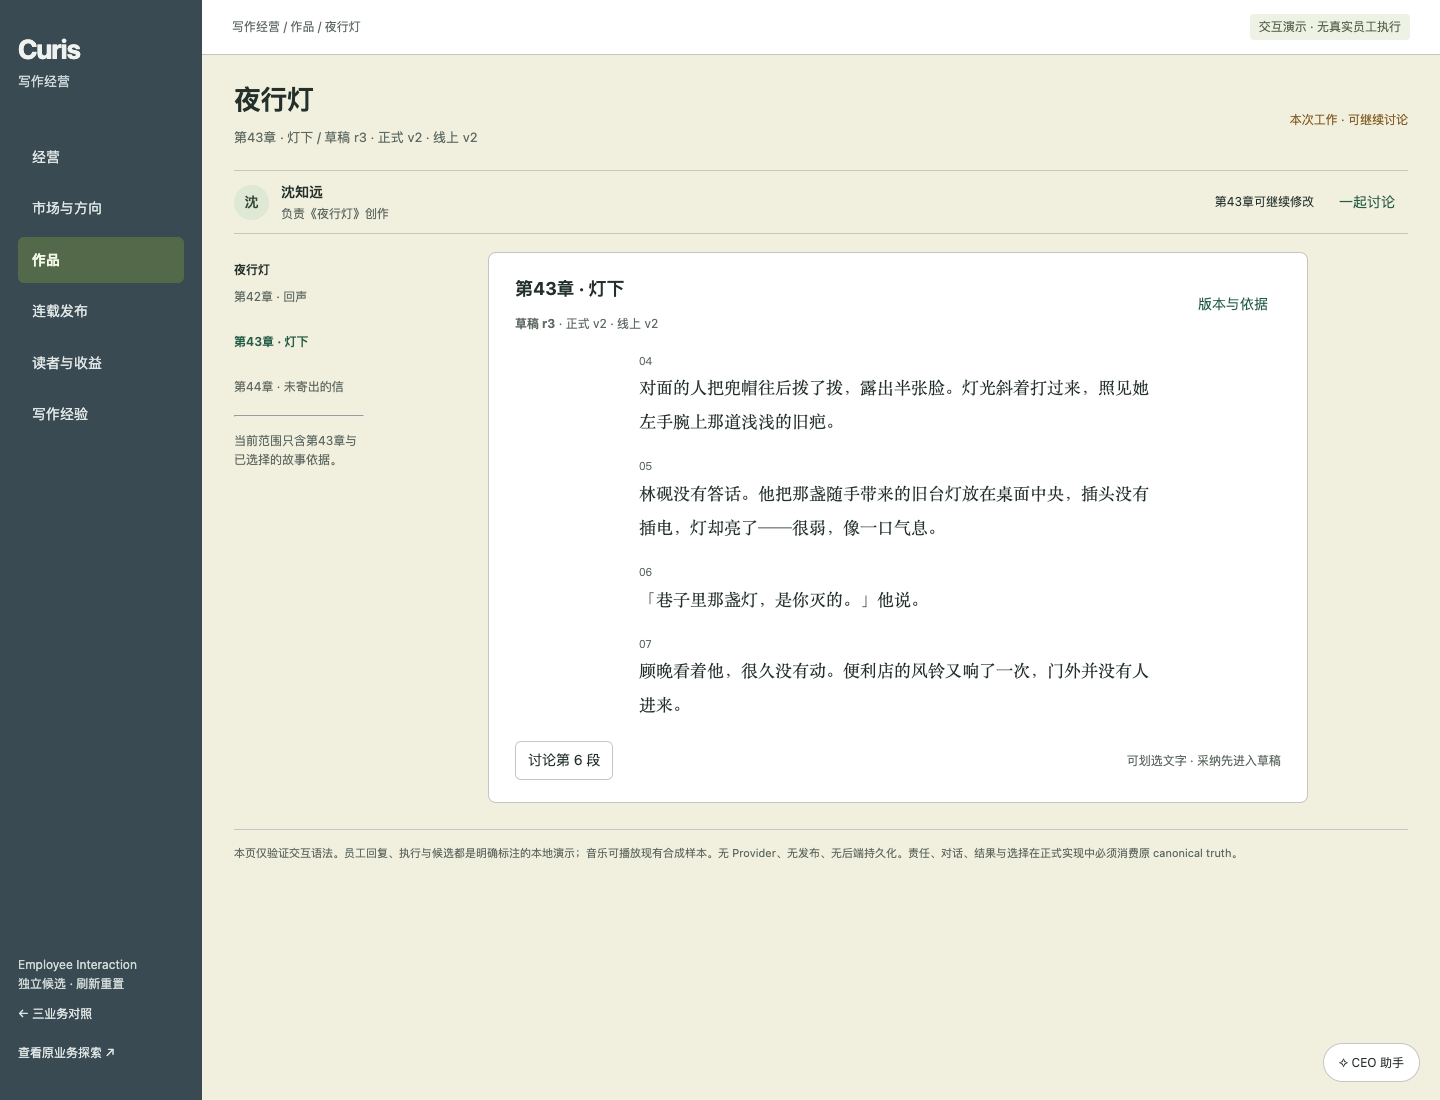 Curis
写作经营
经营
市场与方向
作品
连载发布
读者与收益
写作经验
Employee Interaction
独立候选 · 刷新重置
← 三业务对照
查看原业务探索 ↗
写作经营 / 作品 / 夜行灯
交互演示 · 无真实员工执行
夜行灯
第43章 · 灯下 / 草稿 r3 · 正式 v2 · 线上 v2
本次工作 · 可继续讨论
沈
沈知远
负责《夜行灯》创作
第43章可继续修改
一起讨论
夜行灯
第42章 · 回声
第43章 · 灯下
第44章 · 未寄出的信
当前范围只含第43章与
已选择的故事依据。
第43章 · 灯下
草稿 r3 · 正式 v2 · 线上 v2
版本与依据
04
对面的人把兜帽往后拨了拨，露出半张脸。灯光斜着打过来，照见她
左手腕上那道浅浅的旧疤。
05
林砚没有答话。他把那盏随手带来的旧台灯放在桌面中央，插头没有
插电，灯却亮了——很弱，像一口气息。
06
「巷子里那盏灯，是你灭的。」他说。
07
顾晚看着他，很久没有动。便利店的风铃又响了一次，门外并没有人
进来。
讨论第 6 段
可划选文字 · 采纳先进入草稿
本页仅验证交互语法。员工回复、执行与候选都是明确标注的本地演示；音乐可播放现有合成样本。无 Provider、无发布、无后端持久化。责任、对话、结果与选择在正式实现中必须消费原 canonical truth。
✧ CEO 助手